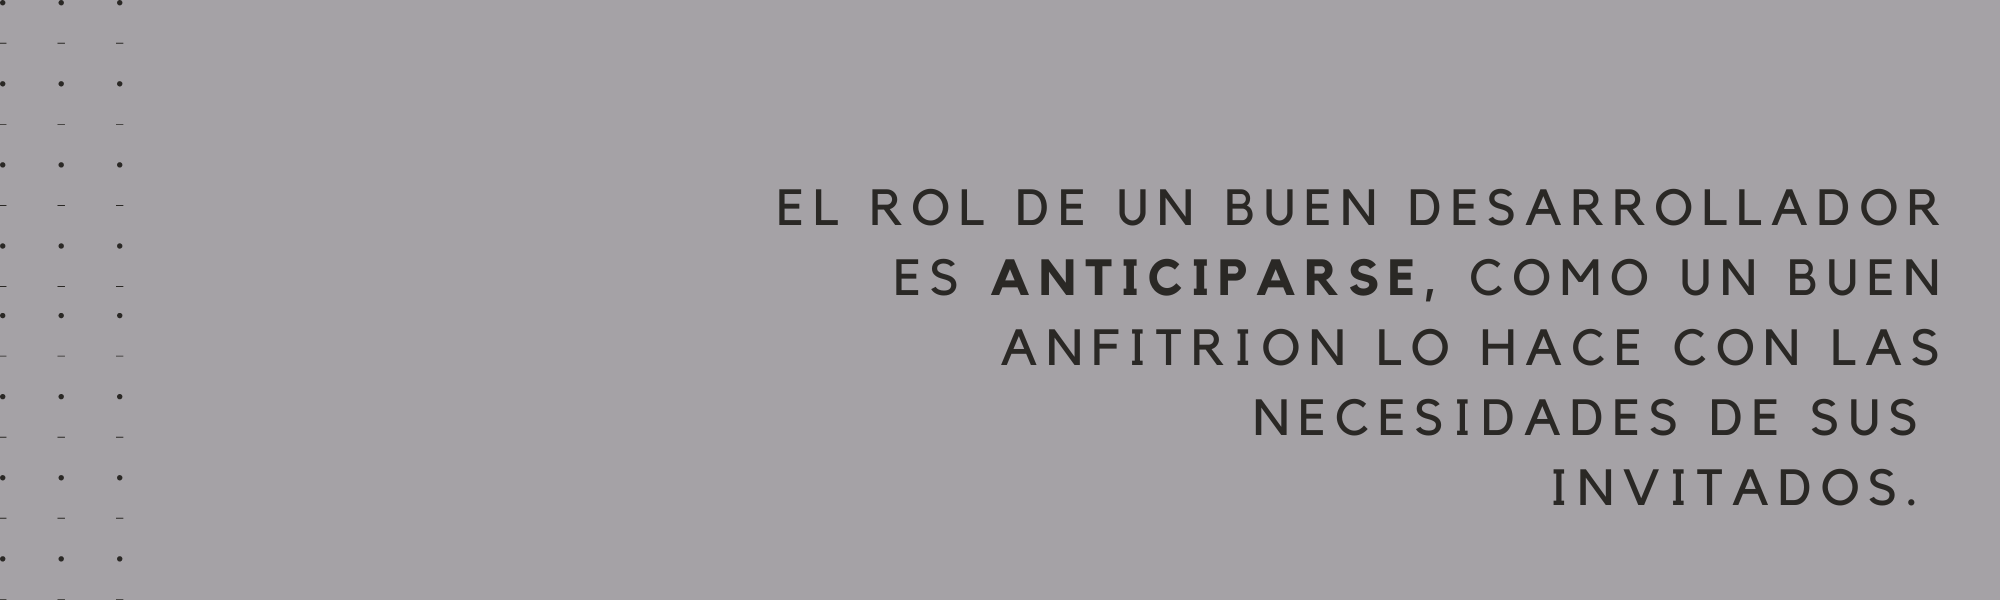 EL ROL DE UN BUEN DESARROLLADOR
ES ANTICIPARSE, COMO UN BUEN
ANFITRION LO HACE CON LAS
NECESIDADES DE SUS
INVITADOS.